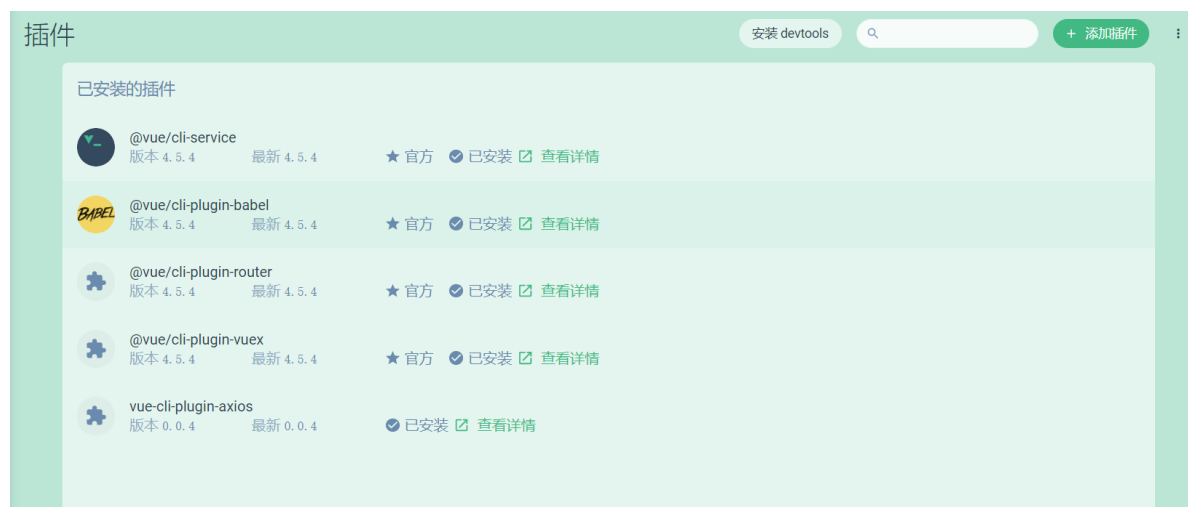 插件
安装 devtools
添加插件
已安装的插件
@vue/cli-service
版本 4.5.4 最新 4.5.4 官方 已安装 查看详情
BABEL
@vue/cli-plugin-babel
版本 4.5.4 最新 4.5.4 官方 已安装 查看详情
@vue/cli-plugin-router
版本 4.5.4 最新 4.5.4 官方 已安装 查看详情
@vue/cli-plugin-vuex
版本 4.5.4 最新 4.5.4 官方 已安装 查看详情
vue-cli-plugin-axios
版本 0.0.4 最新 0.0.4 已安装 查看详情